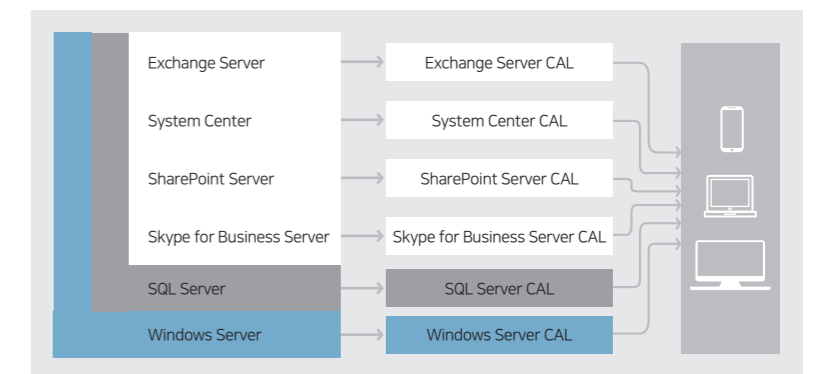 Exchange Server
Exchange Server CAL
System Center
System Center CAL
SharePoint Server
SharePoint Server CAL
Skype for Business Server
Skype for Business Server CAL
SQL Server
SQL Server CAL
Windows Server
Windows Server CAL